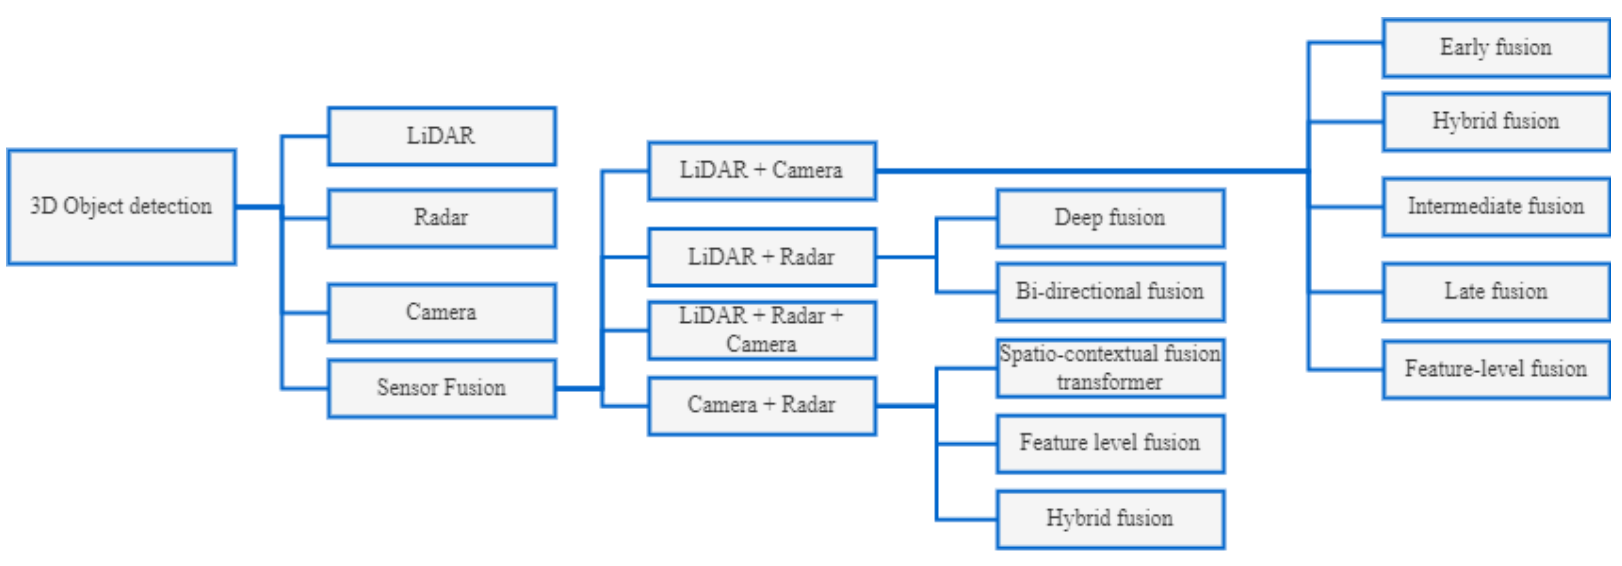 3D Object detection
LiDAR
Radar
Camera
Sensor Fusion
LiDAR + Camera
LiDAR + Radar
LiDAR + Radar +
Camera
Camera + Radar
Deep fusion
Bi-directional fusion
Spatio-contextual fusion
transformer
Feature level fusion
Hybrid fusion
Early fusion
Hybrid fusion
Intermediate fusion
Late fusion
Feature-level fusion